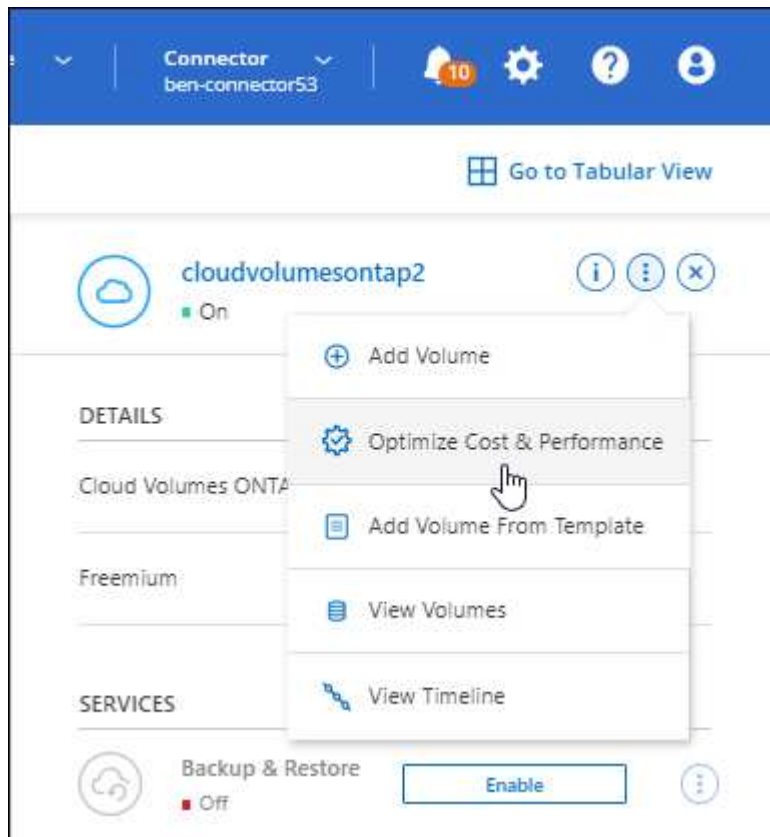 Connector
ben-connector53
10
Go to Tabular View
cloudvolumesontap2
On
Add Volume
DETAILS
Optimize Cost & Performance
Cloud Volumes ONTA
Add Volume From Template
Freemium
View Volumes
View Timeline
SERVICES
Backup & Restore
Enable
Off